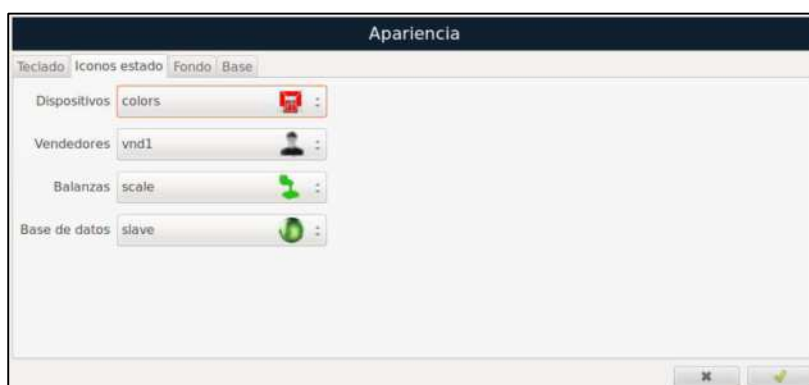 Apariencia
Teclado Iconos estado Fondo Base
Dispositivos colors
Vendedores vnd1
Balanzas scale
Base de datos slave